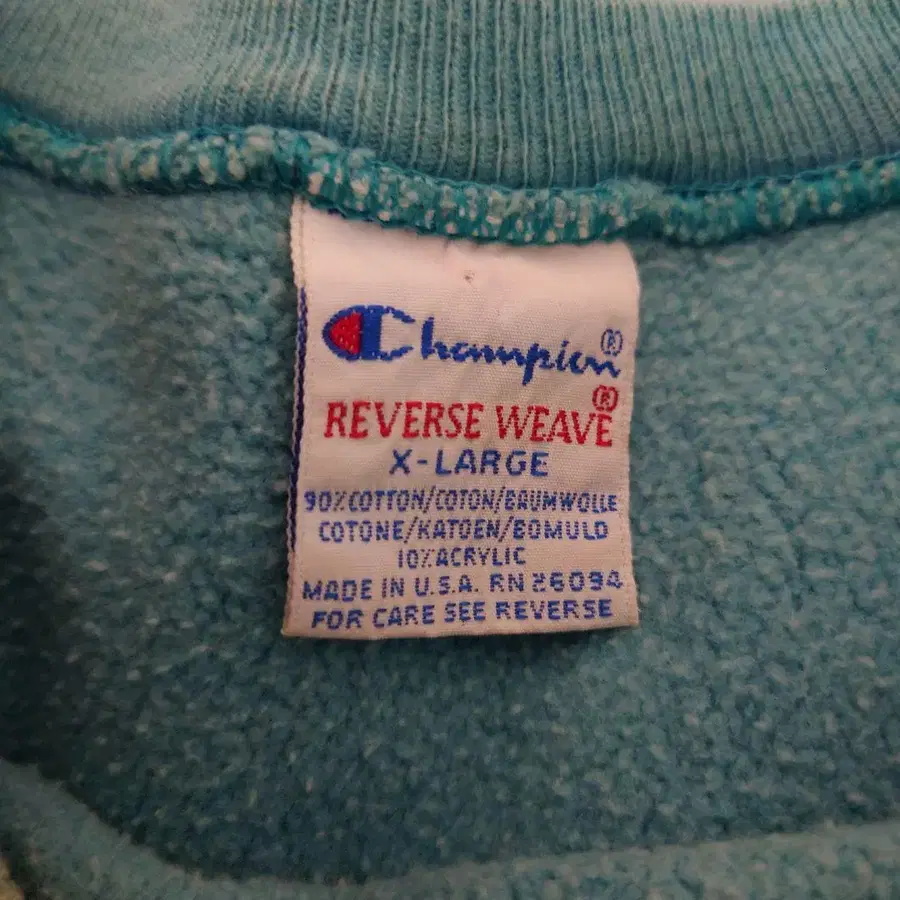 Champion®
REVERSE WEAVE®
X-LARGE
90% COTTON/COTON/BAUMWOLLE
COTONE/KATOEN/BOMULD
10% ACRYLIC
MADE IN U.S.A. RN 26094
FOR CARE SEE REVERSE